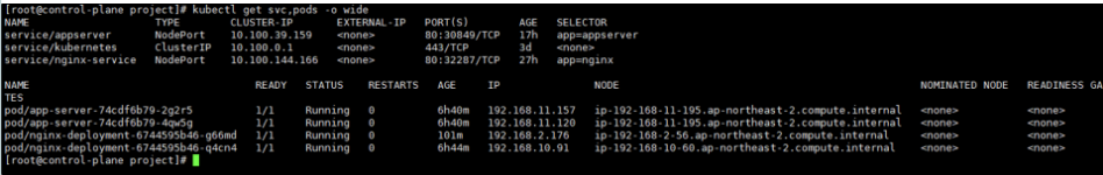 [root@control-plane project]# kubectl get svc,pods -o wide
NAME TYPE CLUSTER-IP EXTERNAL-IP PORT(S) AGE SELECTOR
service/appserver NodePort 10.100.39.159 <none> 80:30849/TCP 17h app=appserver
service/kubernetes ClusterIP 10.100.0.1 <none> 443/TCP 3d <none>
service/nginx-service NodePort 10.100.144.166 <none> 80:32287/TCP 27h app=nginx
NAME READY STATUS RESTARTS AGE IP NODE NOMINATED NODE READINESS GA
TES
pod/app-server-74cdf6b79-2g2r5 1/1 Running 0 6h40m 192.168.11.157 ip-192-168-11-195.ap-northeast-2.compute.internal <none> <none>
pod/app-server-74cdf6b79-4qw5g 1/1 Running 0 6h40m 192.168.11.120 ip-192-168-11-195.ap-northeast-2.compute.internal <none> <none>
pod/nginx-deployment-6744595b46-g66md 1/1 Running 0 101m 192.168.2.176 ip-192-168-2-56.ap-northeast-2.compute.internal <none> <none>
pod/nginx-deployment-6744595b46-q4cn4 1/1 Running 0 6h44m 192.168.10.91 ip-192-168-10-60.ap-northeast-2.compute.internal <none> <none>
[root@control-plane project]#